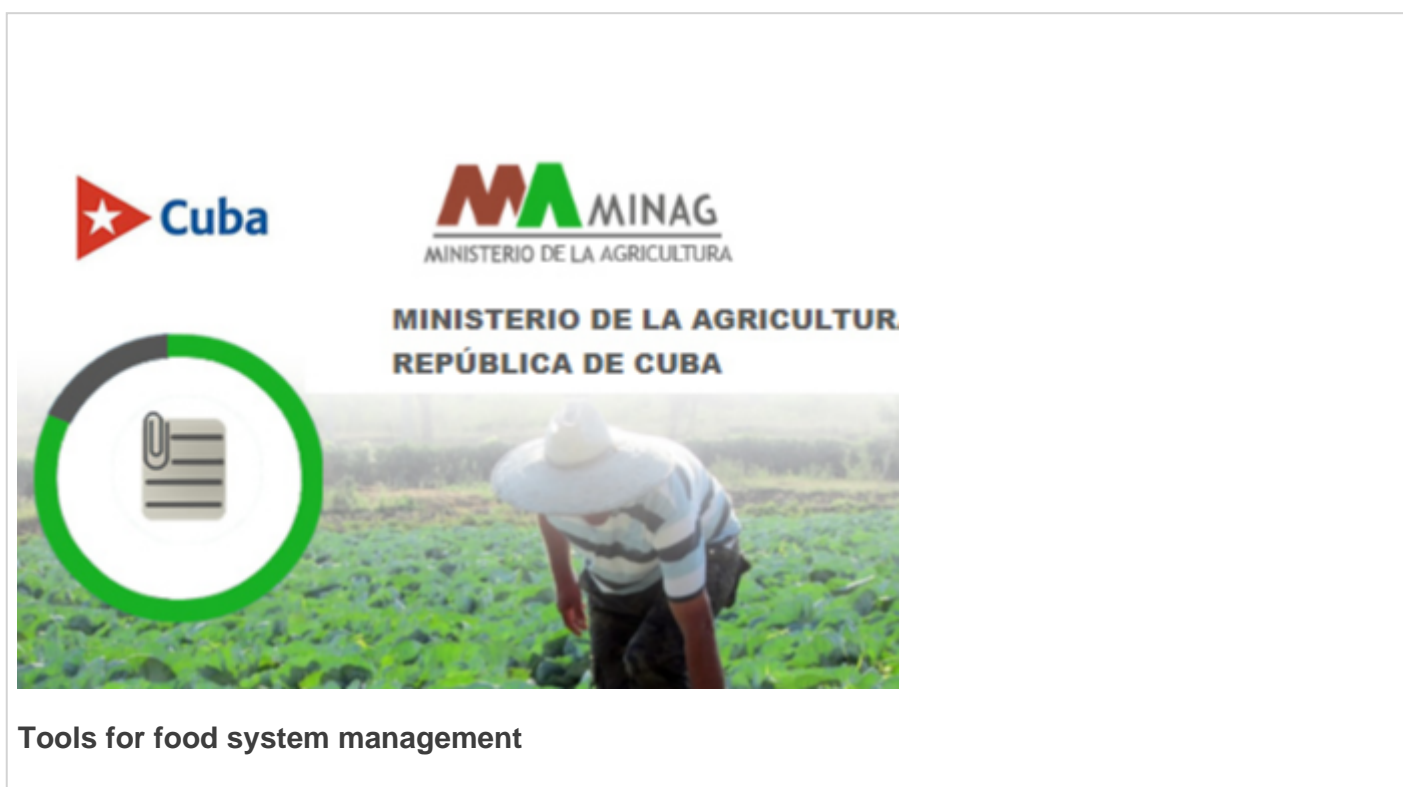 Cuba
MINAG
MINISTERIO DE LA AGRICULTURA
MINISTERIO DE LA AGRICULTUR
REPÚBLICA DE CUBA
Tools for food system management